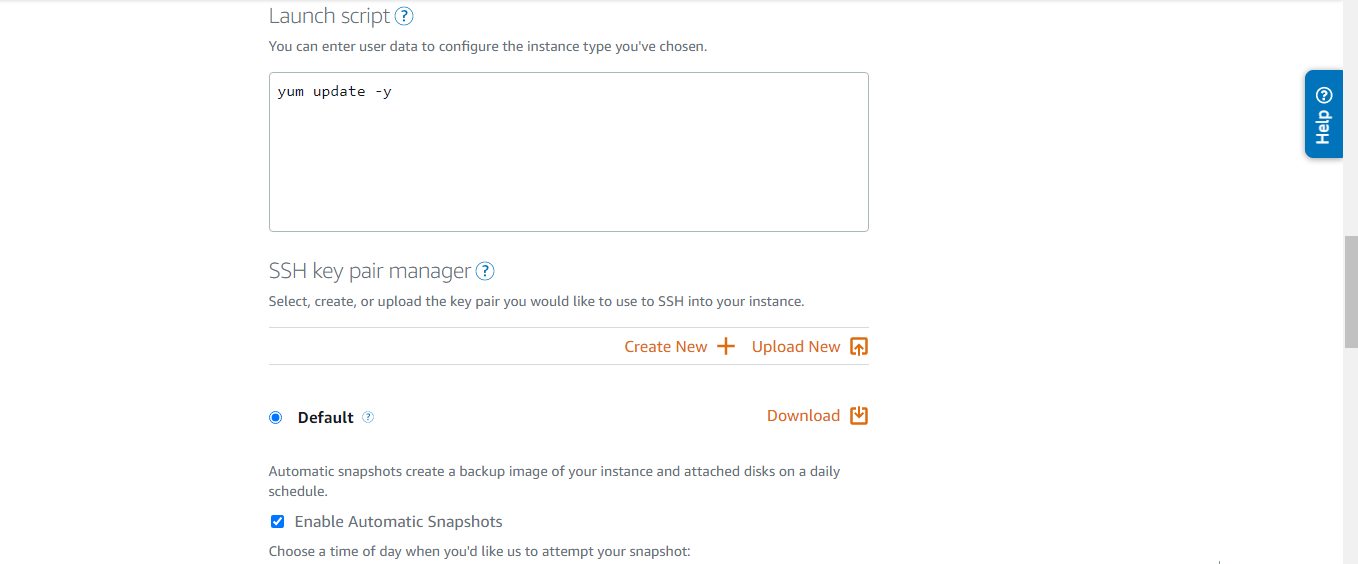 Launch script ?
You can enter user data to configure the instance type you've chosen.
yum update -y
Help ?
SSH key pair manager ?
Select, create, or upload the key pair you would like to use to SSH into your instance.
Create New + Upload New
Default ? Download
Automatic snapshots create a backup image of your instance and attached disks on a daily
schedule.
Enable Automatic Snapshots
Choose a time of day when you'd like us to attempt your snapshot: